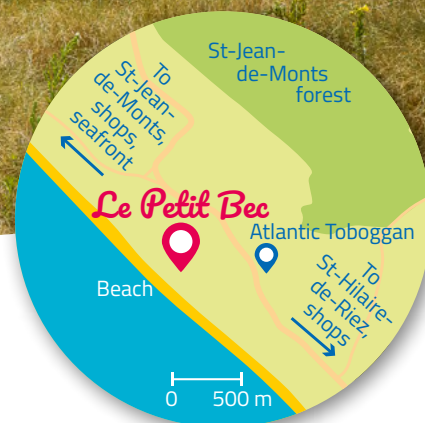 St-Jean-
de-Monts
forest
To
St-Jean-
de-Monts,
shops,
seafront
Le Petit Bec
Atlantic Toboggan
To
St-Hilaire-
de-Riez,
shops
Beach
0 500 m